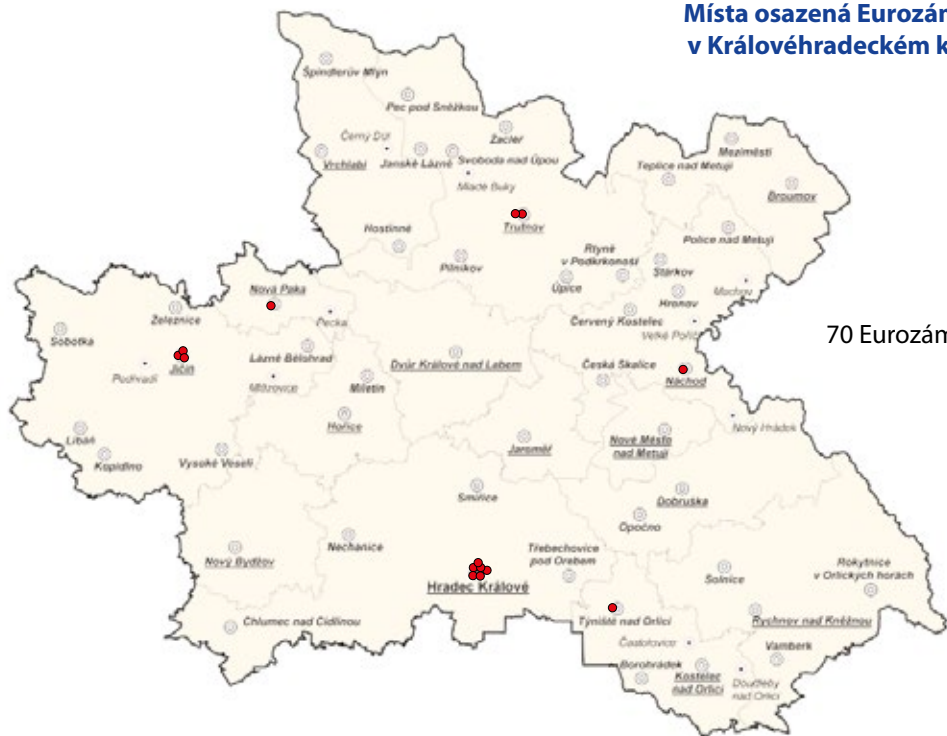 Místa osazená Eurozám
v Královéhradeckém k
Špindlerův Mlýn
Pec pod Sněžkou
Žacléř
Černý Důl
Vrchlabí
Janské Lázně
Svoboda nad Úpou
Mladé Buky
Meziměstí
Teplice nad Metují
Broumov
Trutnov
Hostinné
Police nad Metují
Pilníkov
Rtyně
v Podkrkonoší
Stárkov
Úpice
Hronov
Machov
Nová Paka
Pecka
Železnice
Sobotka
Červený Kostelec
Velké Poříčí
70 Eurozám
Lázně Bělohrad
Podhradí
Jičín
Miletín
Dvůr Králové nad Labem
Česká Skalice
Náchod
Hořice
Nový Hrádek
Nové Město
nad Metují
Jaroměř
Libáň
Kopidlno
Vysoké Veselí
Smiřice
Dobruška
Opočno
Nechanice
Nový Bydžov
Třebechovice
pod Orebem
Hradec Králové
Solnice
Rokytnice
v Orlických horách
Týniště nad Orlicí
Rychnov nad Kněžnou
Chlumec nad Cidlinou
Častolovice
Vamberk
Borohrádek
Kostelec
nad Orlicí
Doudleby
nad Orlicí